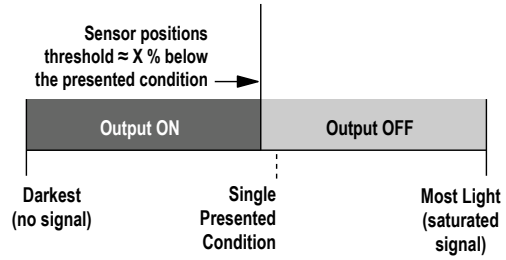 Sensor positions
threshold ≈ X % below
the presented condition
Output ON
Output OFF
Darkest
(no signal)
Single
Presented
Condition
Most Light
(saturated
signal)